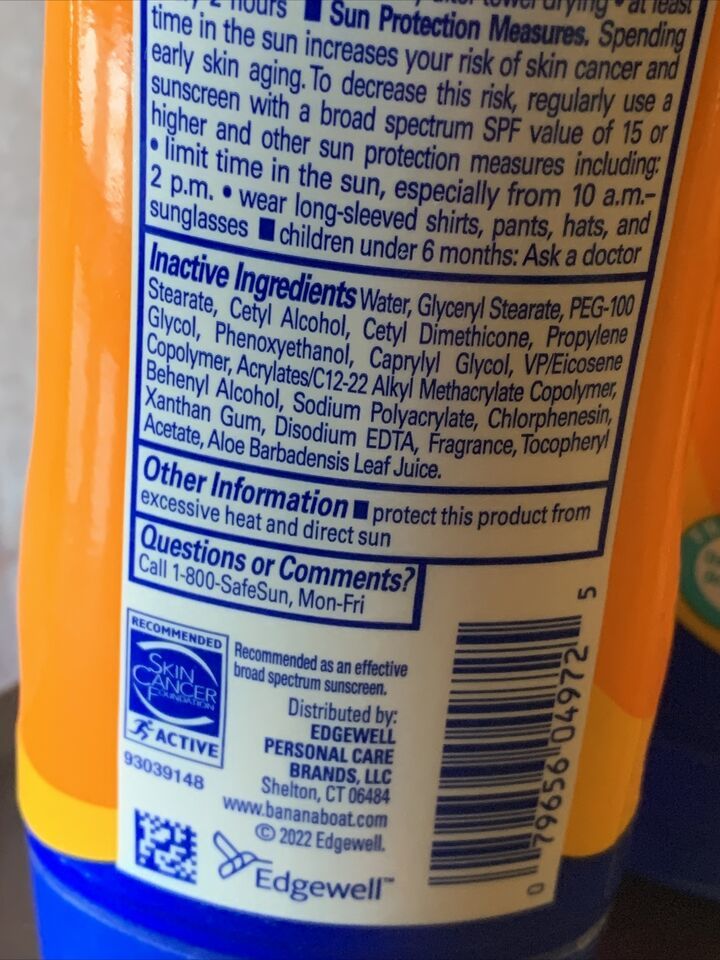 2 hours ■ Sun Protection Measures. Spending
time in the sun increases your risk of skin cancer and
early skin aging. To decrease this risk, regularly use a
sunscreen with a broad spectrum SPF value of 15 or
higher and other sun protection measures including:
• limit time in the sun, especially from 10 a.m.–
2 p.m. • wear long-sleeved shirts, pants, hats, and
sunglasses ■ children under 6 months: Ask a doctor
Inactive Ingredients Water, Glyceryl Stearate, PEG-100
Stearate, Cetyl Alcohol, Cetyl Dimethicone, Propylene
Glycol, Phenoxyethanol, Caprylyl Glycol, VP/Eicosene
Copolymer, Acrylates/C12-22 Alkyl Methacrylate Copolymer,
Behenyl Alcohol, Sodium Polyacrylate, Chlorphenesin,
Xanthan Gum, Disodium EDTA, Fragrance, Tocopheryl
Acetate, Aloe Barbadensis Leaf Juice.
Other Information ■ protect this product from
excessive heat and direct sun
Questions or Comments?
Call 1-800-SafeSun, Mon-Fri
RECOMMENDED
SKIN
CANCER
FOUNDATION
ACTIVE
93039148
Recommended as an effective
broad spectrum sunscreen.
Distributed by:
EDGEWELL
PERSONAL CARE
BRANDS, LLC
Shelton, CT 06484
www.bananaboat.com
© 2022 Edgewell.
Edgewell™
0 79656 04972 5